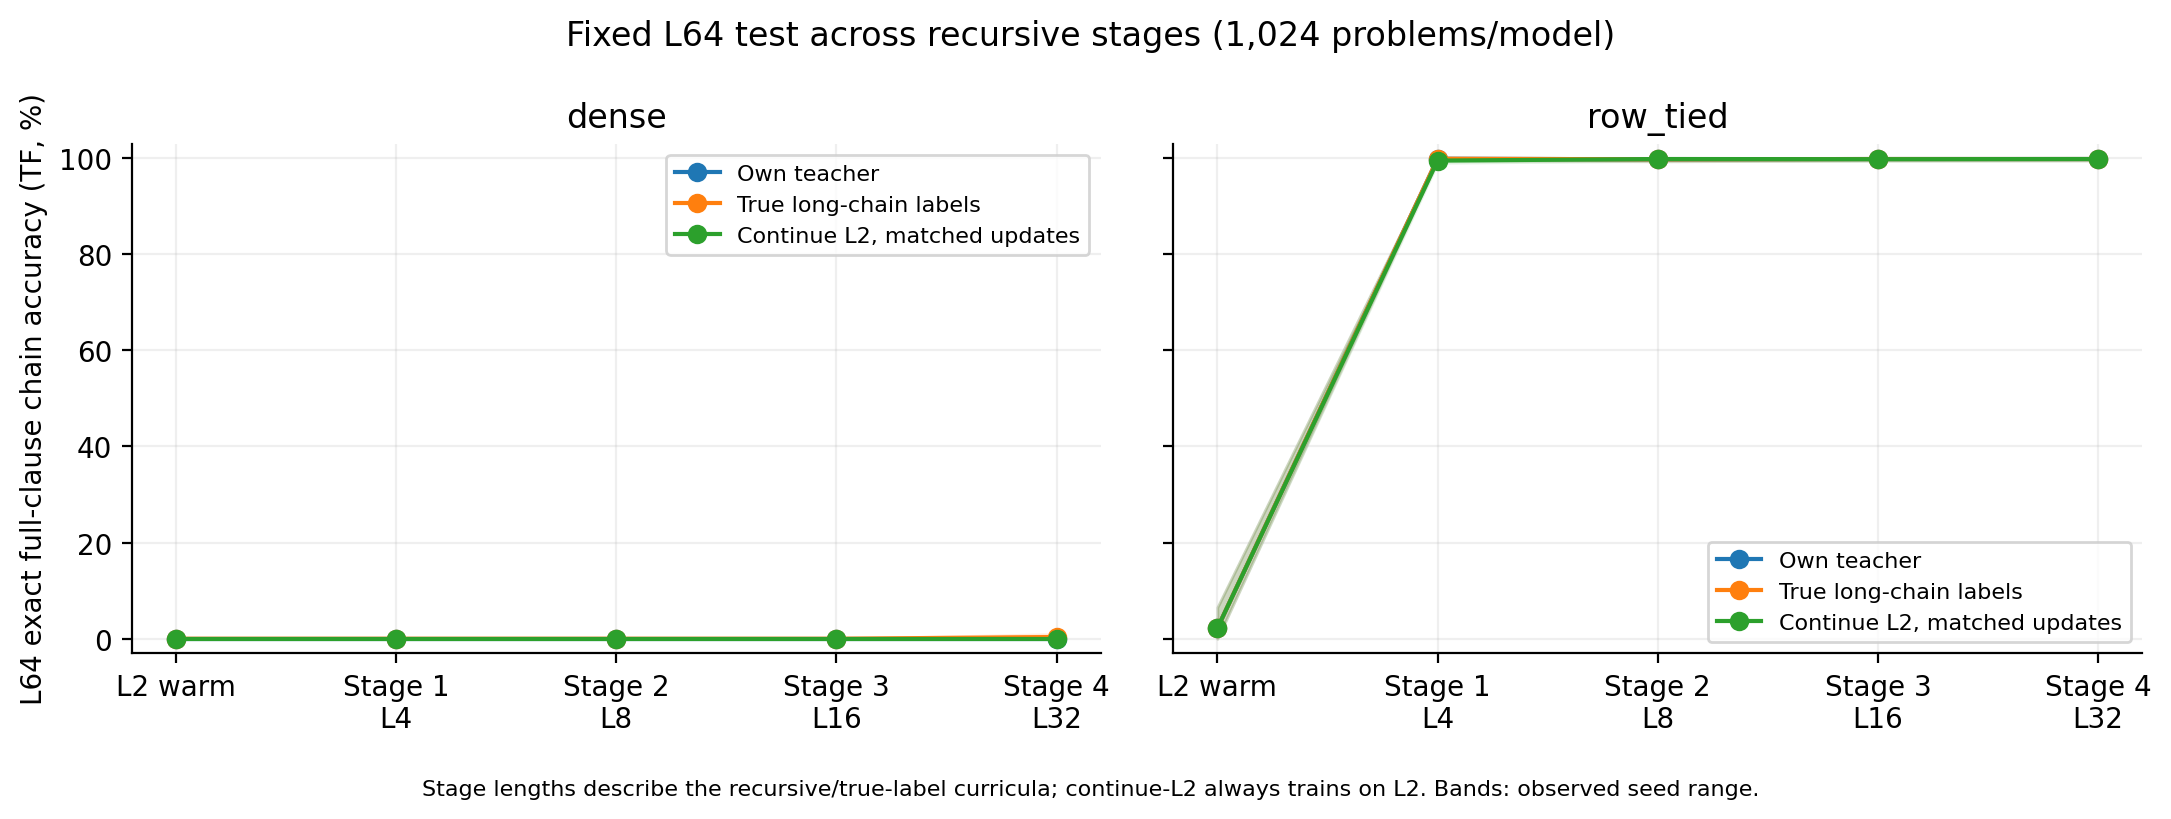 Fixed L64 test across recursive stages (1,024 problems/model)
dense
L64 exact full-clause chain accuracy (TF, %)
100
80
60
40
20
0
Own teacher
True long-chain labels
Continue L2, matched updates
L2 warm
Stage 1
L4
Stage 2
L8
Stage 3
L16
Stage 4
L32
row_tied
Own teacher
True long-chain labels
Continue L2, matched updates
L2 warm
Stage 1
L4
Stage 2
L8
Stage 3
L16
Stage 4
L32
Stage lengths describe the recursive/true-label curricula; continue-L2 always trains on L2. Bands: observed seed range.